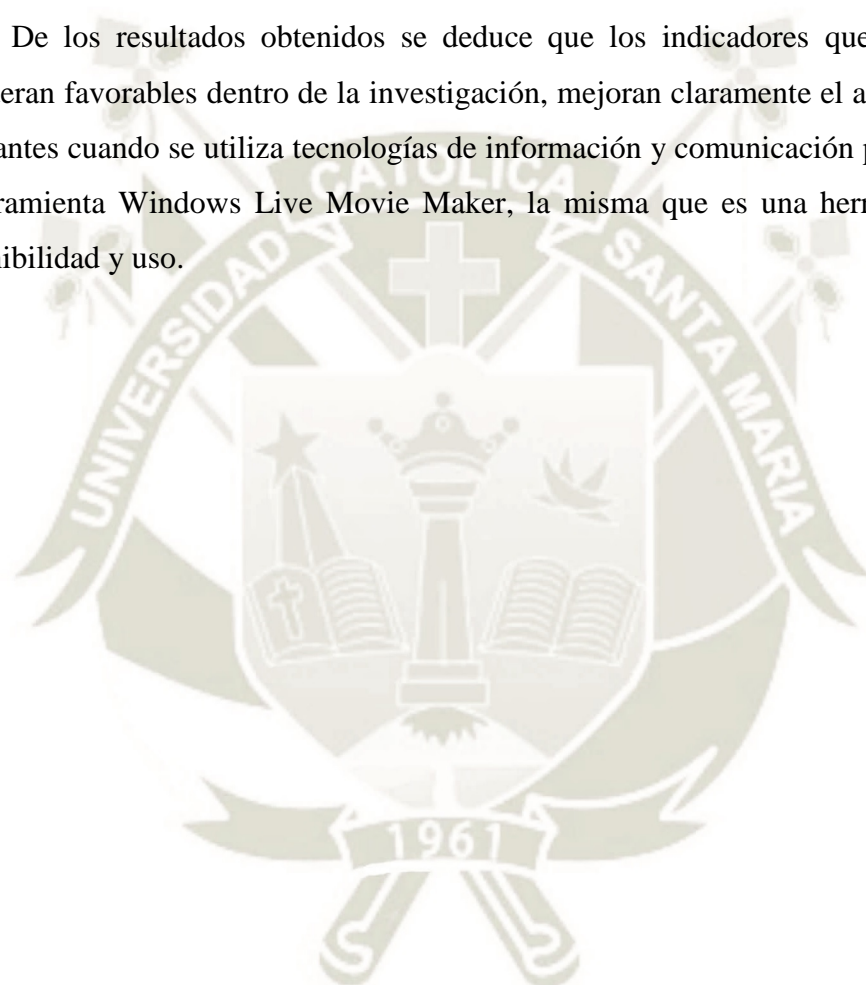 De los resultados obtenidos se deduce que los indicadores que
eran favorables dentro de la investigación, mejoran claramente el a
antes cuando se utiliza tecnologías de información y comunicación p
ramienta Windows Live Movie Maker, la misma que es una herr
nibilidad y uso.
UNIVERSIDAD CATOLICA SANTA MARIA
1961